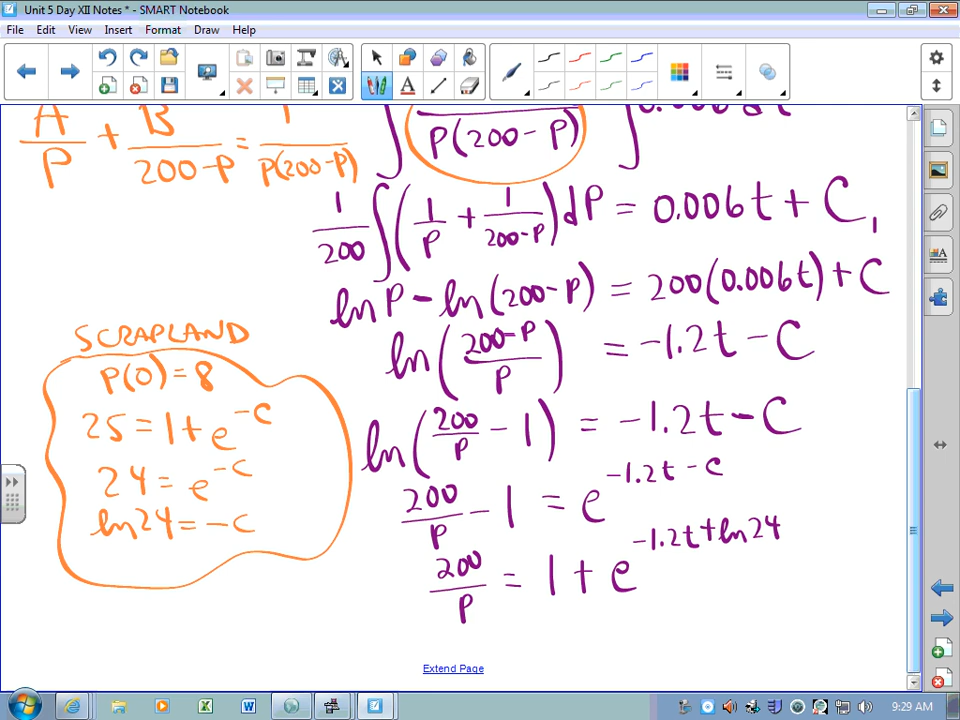 Unit 5 Day XII Notes * - SMART Notebook
File Edit View Insert Format Draw Help
A/P + B/(200-P) = 1/(P(200-P))
∫ P(200-P) ∫ 0.006dt
1/200 ∫ (1/P + 1/(200-P)) dP = 0.006t + C₁
ln P - ln(200-P) = 200(0.006t) + C
ln((200-P)/P) = -1.2t - C
ln(200/P - 1) = -1.2t - C
200/P - 1 = e^(-1.2t - C)
200/P = 1 + e^(-1.2t + ln24)
SCRAPLAND
P(0) = 8
25 = 1 + e^(-C)
24 = e^(-C)
ln24 = -C
Extend Page
9:29 AM